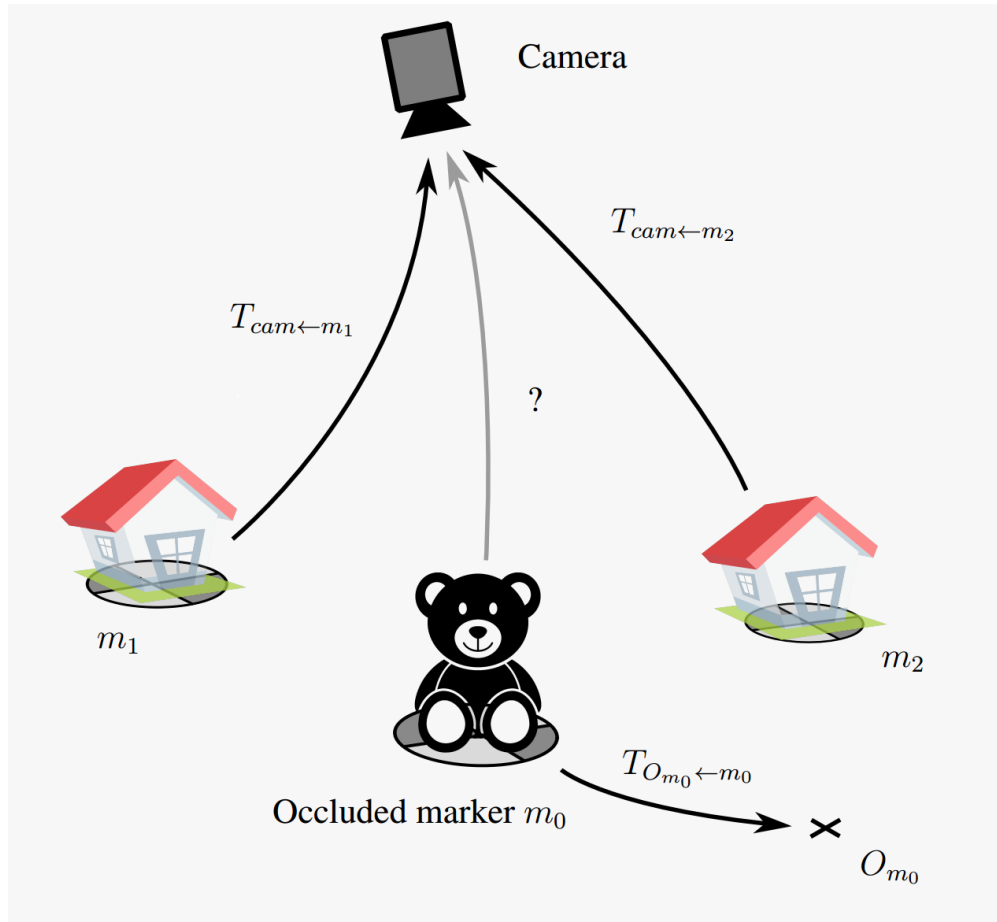 Camera
T_{cam←m_2}
T_{cam←m_1}
?
m_1
m_2
T_{O_{m_0}←m_0}
Occluded marker m_0
O_{m_0}